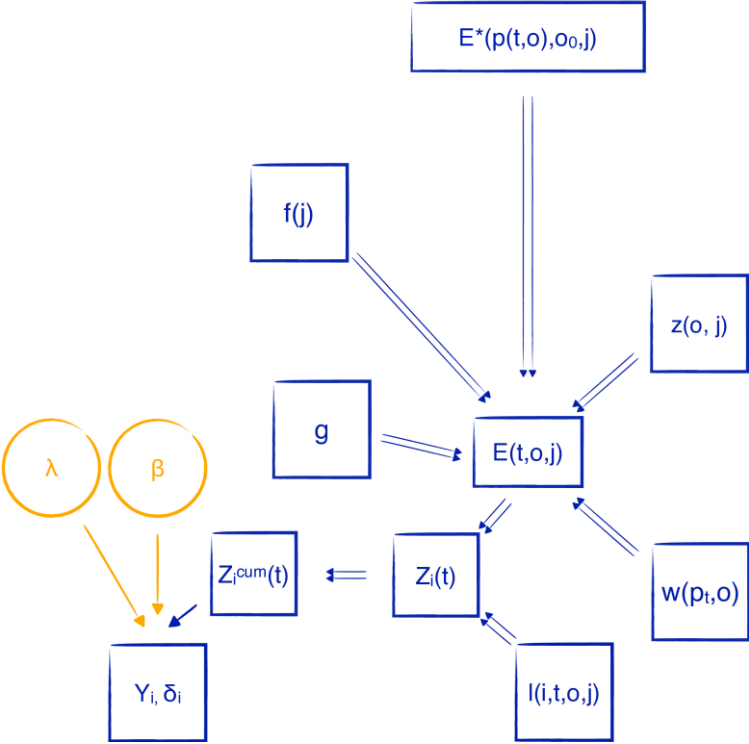 E*(p(t,o),o₀,j)
f(j)
z(o, j)
g
E(t,o,j)
λ
β
Zᵢᶜᵘᵐ(t)
Zᵢ(t)
w(pₜ,o)
Yᵢ, δᵢ
I(i,t,o,j)